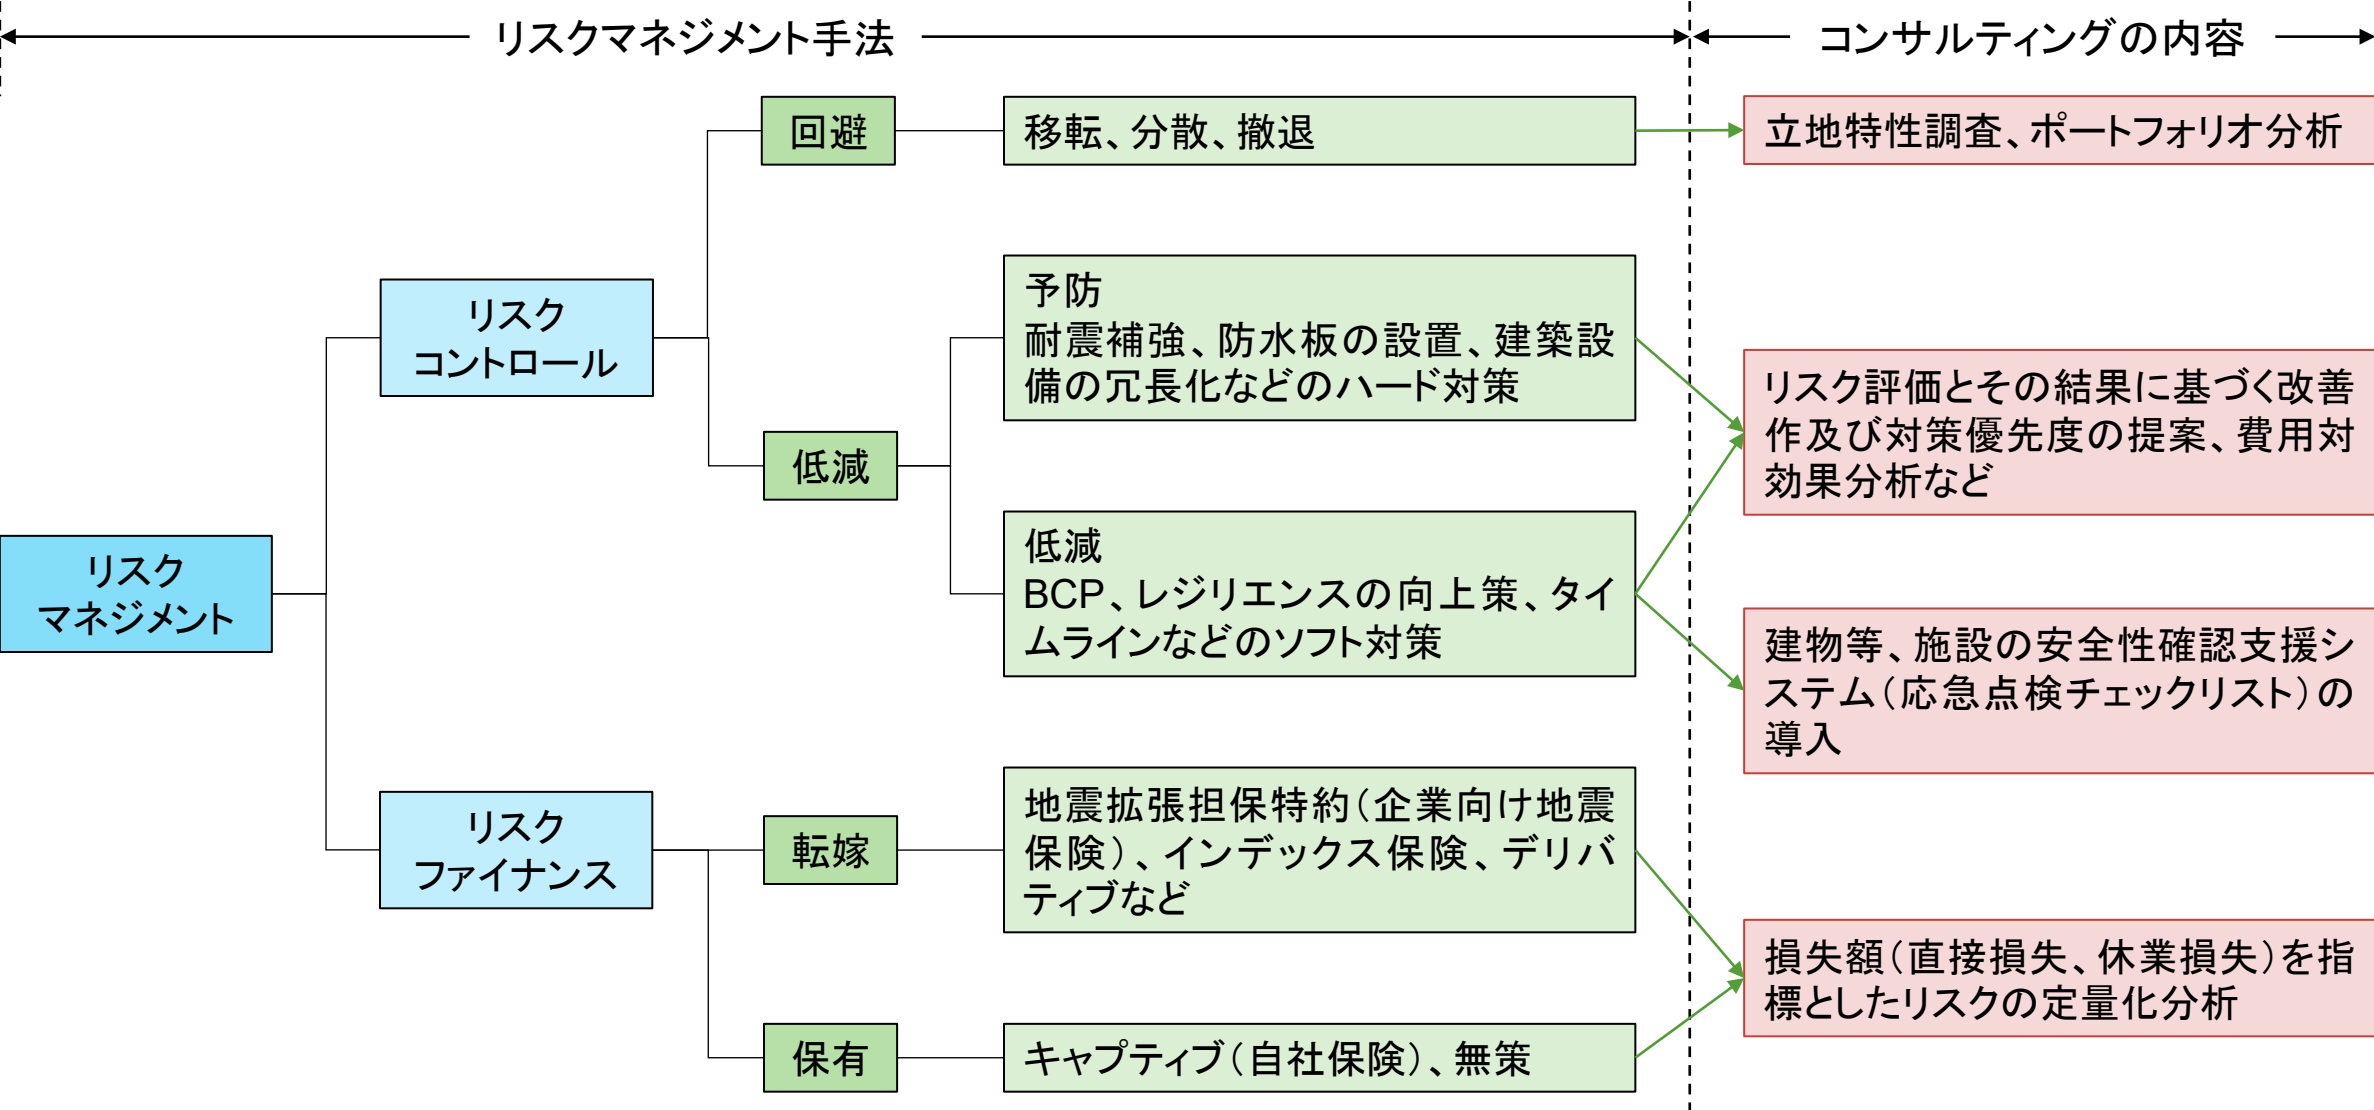 リスクマネジメント手法
コンサルティングの内容
回避
移転、分散、撤退
立地特性調査、ポートフォリオ分析
リスク
コントロール
予防
耐震補強、防水板の設置、建築設
備の冗長化などのハード対策
リスク評価とその結果に基づく改善
作及び対策優先度の提案、費用対
効果分析など
低減
低減
BCP、レジリエンスの向上策、タイ
ムラインなどのソフト対策
リスク
マネジメント
建物等、施設の安全性確認支援シ
ステム(応急点検チェックリスト)の
導入
リスク
ファイナンス
転嫁
地震拡張担保特約(企業向け地震
保険)、インデックス保険、デリバ
ティブなど
損失額(直接損失、休業損失)を指
標としたリスクの定量化分析
保有
キャプティブ(自社保険)、無策